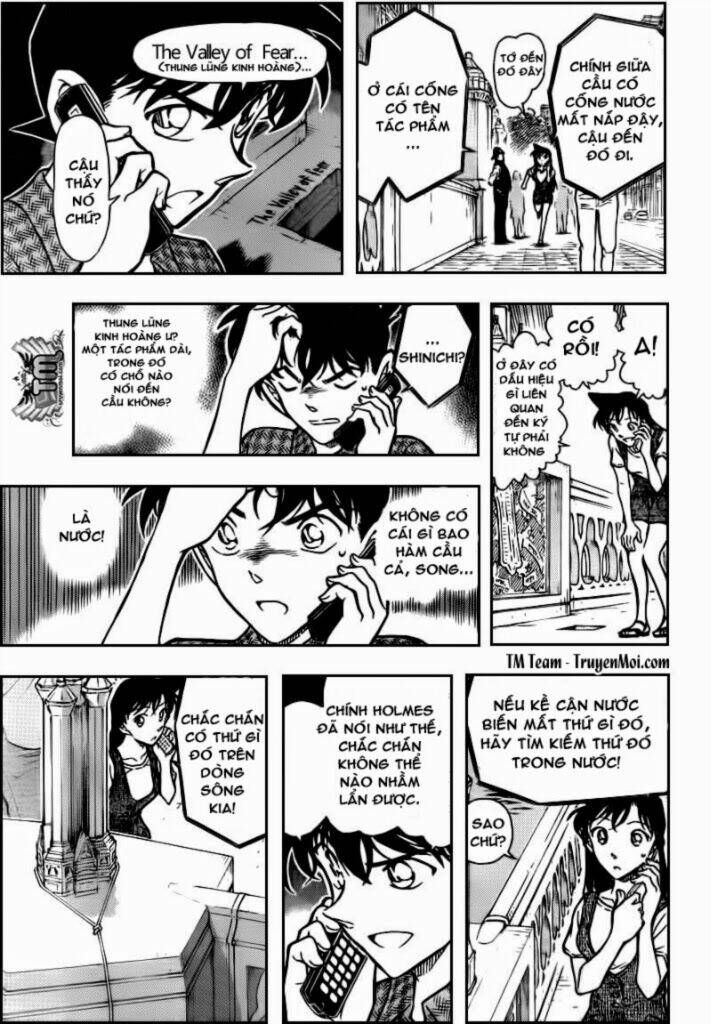 CHÍNH GIỮA
CẦU CÓ
CỐNG NƯỚC
MẤT NẮP ĐẬY,
CẬU ĐẾN
ĐÓ ĐI.
TỚ ĐẾN
ĐÓ ĐÂY
Ở CÁI CỐNG
CÓ TÊN
TÁC PHẨM
...
The Valley of Fear...
(THUNG LŨNG KINH HOÀNG)...
The Valley of Fear
CẬU
THẤY
NÓ
CHỨ?
A!
CÓ
RỒI!
Ở ĐÂY CÓ
DẤU HIỆU
GÌ LIÊN
QUAN
ĐẾN KÝ
TỰ PHẢI
KHÔNG
...
SHINICHI?
THUNG LŨNG
KINH HOÀNG Ư?
MỘT TÁC PHẨM DÀI,
TRONG ĐÓ
CÓ CHỖ NÀO
NÓI ĐẾN
CẦU KHÔNG?
TM
KHÔNG CÓ
CÁI GÌ BAO
HÀM CẦU
CẢ, SONG...
LÀ
NƯỚC!
TM Team - TruyenMoi.com
NẾU KỀ CẬN NƯỚC
BIẾN MẤT THỨ GÌ ĐÓ,
HÃY TÌM KIẾM THỨ ĐÓ
TRONG NƯỚC!
SAO
CHỨ?
CHÍNH HOLMES
ĐÃ NÓI NHƯ THẾ,
CHẮC CHẮN
KHÔNG THỂ
NÀO NHẦM
LẪN ĐƯỢC.
CHẮC CHẮN
CÓ THỨ GÌ
ĐÓ TRÊN
DÒNG
SÔNG
KIA!